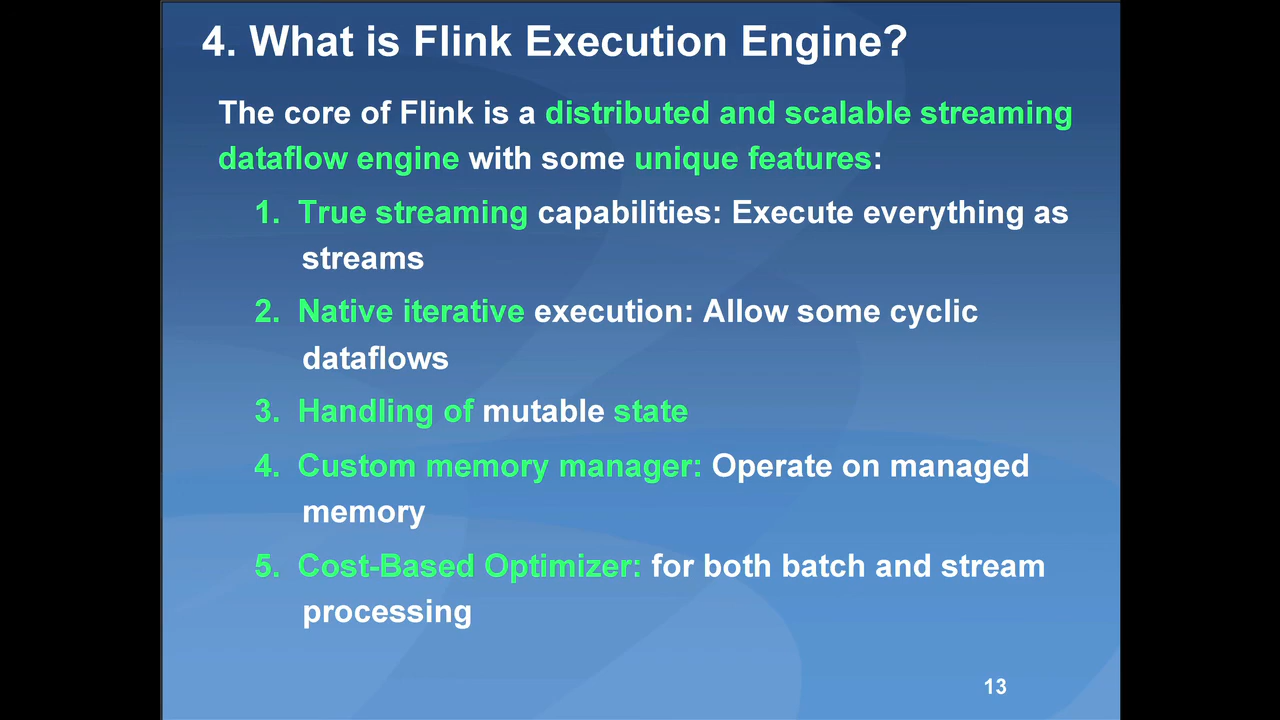 4. What is Flink Execution Engine?
The core of Flink is a distributed and scalable streaming
dataflow engine with some unique features:
1. True streaming capabilities: Execute everything as
streams
2. Native iterative execution: Allow some cyclic
dataflows
3. Handling of mutable state
4. Custom memory manager: Operate on managed
memory
5. Cost-Based Optimizer: for both batch and stream
processing
13